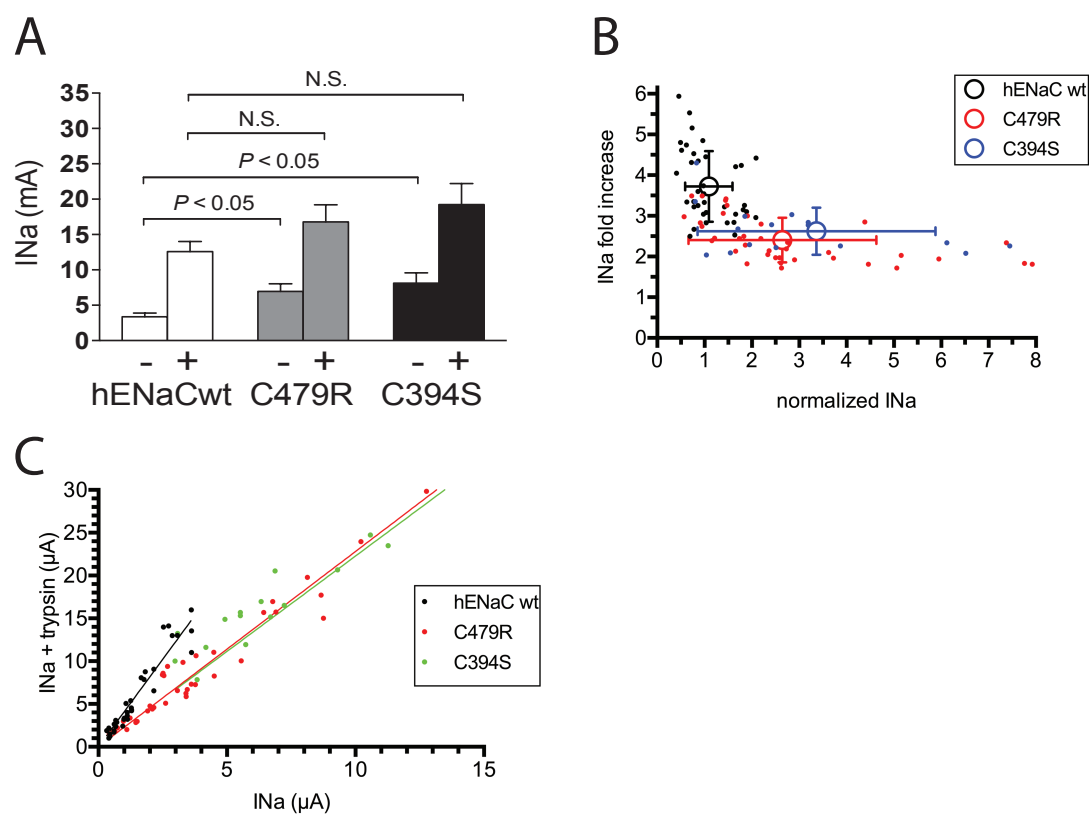 A
N.S.
N.S.
P < 0.05
P < 0.05
INa (mA)
35
30
25
20
15
10
5
0
- + - + - +
hENaCwt C479R C394S
B
hENaC wt
C479R
C394S
INa fold increase
6
5
4
3
2
1
0
0 1 2 3 4 5 6 7 8
normalized INa
C
INa + trypsin (µA)
30
25
20
15
10
5
0
hENaC wt
C479R
C394S
0 5 10 15
INa (µA)